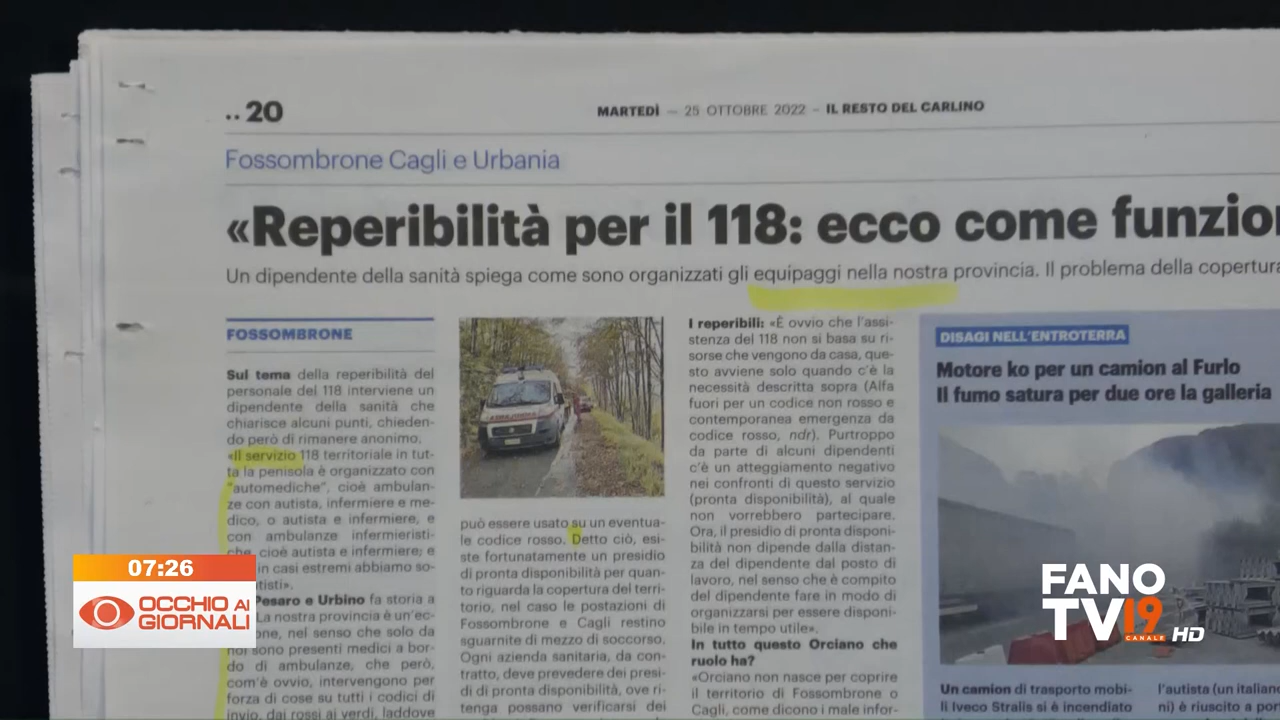 ..20
MARTEDÌ — 25 OTTOBRE 2022 – IL RESTO DEL CARLINO
Fossombrone Cagli e Urbania
«Reperibilità per il 118: ecco come funzio
Un dipendente della sanità spiega come sono organizzati gli equipaggi nella nostra provincia. Il problema della copertura
FOSSOMBRONE
Sul tema della reperibilità del
personale del 118 interviene un
dipendente della sanità che
chiarisce alcuni punti, chieden-
do però di rimanere anonimo.
«Il servizio 118 territoriale in tut-
ta la penisola è organizzato con
"automediche", cioè ambulan-
ze con autista, infermiere e me-
dico, o autista e infermiere, e
con ambulanze infermieristi-
che, cioè autista e infermiere; e
in casi estremi abbiamo so-
tisti».
Pesaro e Urbino fa storia a
La nostra provincia è un'ec-
one, nel senso che solo da
noi sono presenti medici a bor-
do di ambulanze, che però,
com'è ovvio, intervengono per
forza di cose su tutti i codici di
invio, dai rossi ai verdi, laddove
può essere usato su un eventua-
le codice rosso. Detto ciò, esi-
ste fortunatamente un presidio
di pronta disponibilità per quan-
to riguarda la copertura del terri-
torio, nel caso le postazioni di
Fossombrone e Cagli restino
sguarnite di mezzo di soccorso.
Ogni azienda sanitaria, da con-
tratto, deve prevedere dei presi-
di di pronta disponibilità, ove ri-
tenga possano verificarsi dei
I reperibili: «È ovvio che l'assi-
stenza del 118 non si basa su ri-
sorse che vengono da casa, que-
sto avviene solo quando c'è la
necessità descritta sopra (Alfa
fuori per un codice non rosso e
contemporanea emergenza da
codice rosso, ndr). Purtroppo
da parte di alcuni dipendenti
c'è un atteggiamento negativo
nei confronti di questo servizio
(pronta disponibilità), al quale
non vorrebbero partecipare.
Ora, il presidio di pronta disponi-
bilità non dipende dalla distan-
za del dipendente dal posto di
lavoro, nel senso che è compito
del dipendente fare in modo di
organizzarsi per essere disponi-
bile in tempo utile».
In tutto questo Orciano che
ruolo ha?
«Orciano non nasce per coprire
il territorio di Fossombrone o
Cagli, come dicono i male infor-
DISAGI NELL'ENTROTERRA
Motore ko per un camion al Furlo
Il fumo satura per due ore la galleria
Un camion di trasporto mobi-
li Iveco Stralis si è incendiato
l'autista (un italiano
ni) è riuscito a por
07:26
OCCHIO AI
GIORNALI
FANO
TV19
CANALE HD